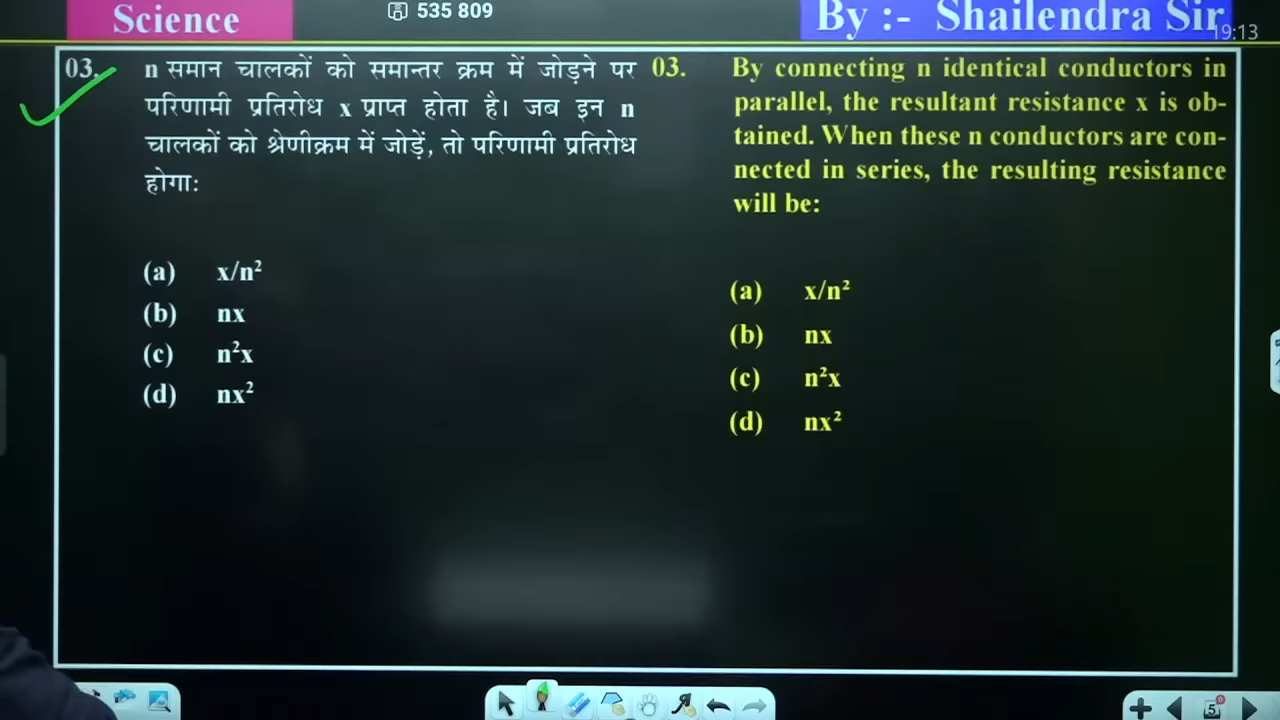 Science
535 809
By :- Shailendra Sir
19:13
03.
n समान चालकों को समान्तर क्रम में जोड़ने पर
परिणामी प्रतिरोध x प्राप्त होता है। जब इन n
चालकों को श्रेणीक्रम में जोड़ें, तो परिणामी प्रतिरोध
होगा:
(a) x/n²
(b) nx
(c) n²x
(d) nx²
03. By connecting n identical conductors in
parallel, the resultant resistance x is ob-
tained. When these n conductors are con-
nected in series, the resulting resistance
will be:
(a) x/n²
(b) nx
(c) n²x
(d) nx²
5